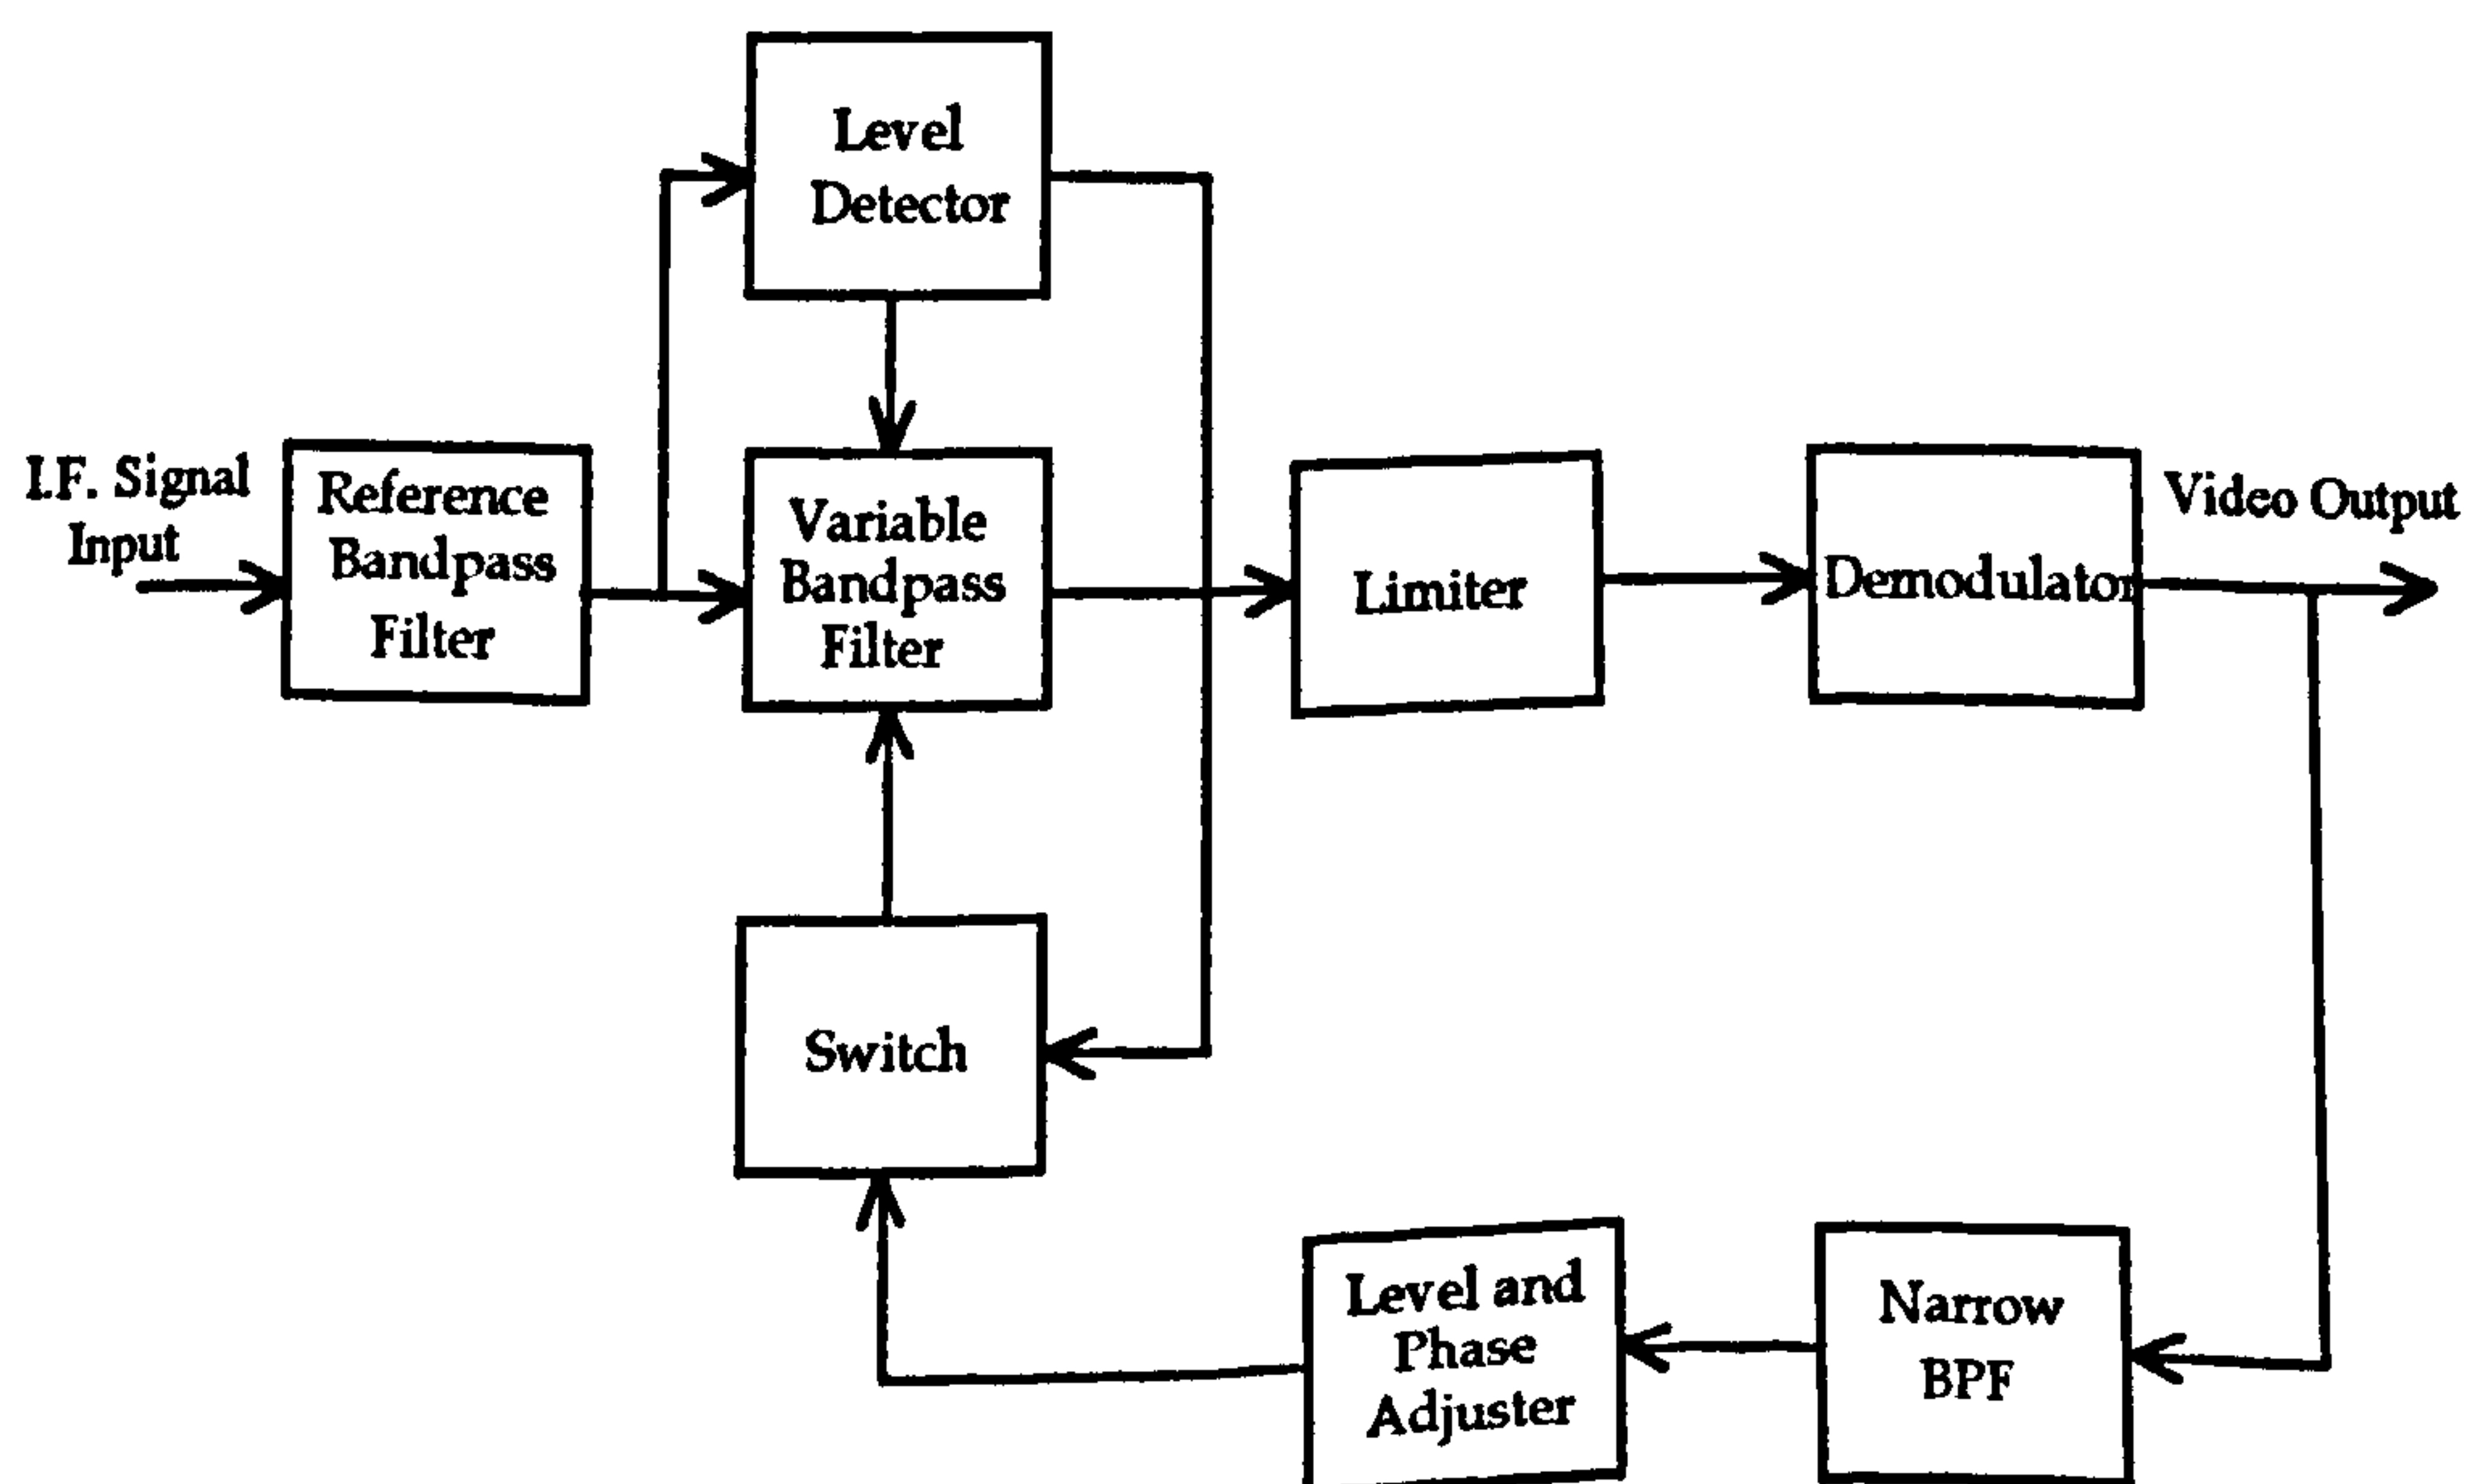 Level
Detector
I.F. Signal
Input
Reference
Bandpass
Filter
Variable
Bandpass
Filter
Limiter
Demodulator
Video Output
Switch
Level and
Phase
Adjuster
Narrow
BPF